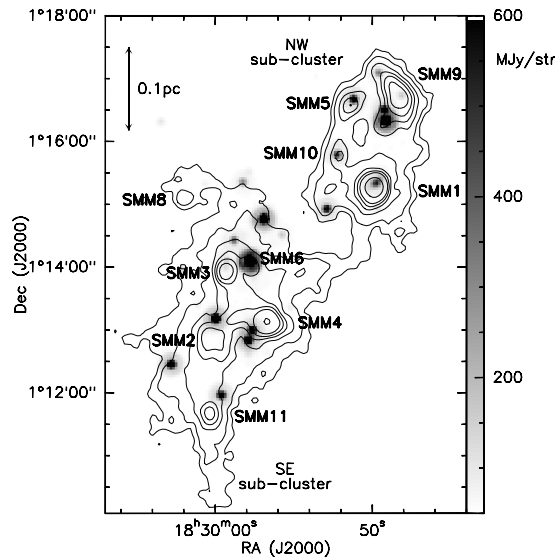 1°18'00''
600
NW
sub-cluster
MJy/str
SMM9
0.1pc
SMM5
1°16'00''
SMM10
SMM1
400
SMM8
Dec (J2000)
SMM6
1°14'00''
SMM3
SMM4
SMM2
200
1°12'00''
SMM11
SE
sub-cluster
18ʰ30ᵐ00ˢ
50ˢ
RA (J2000)